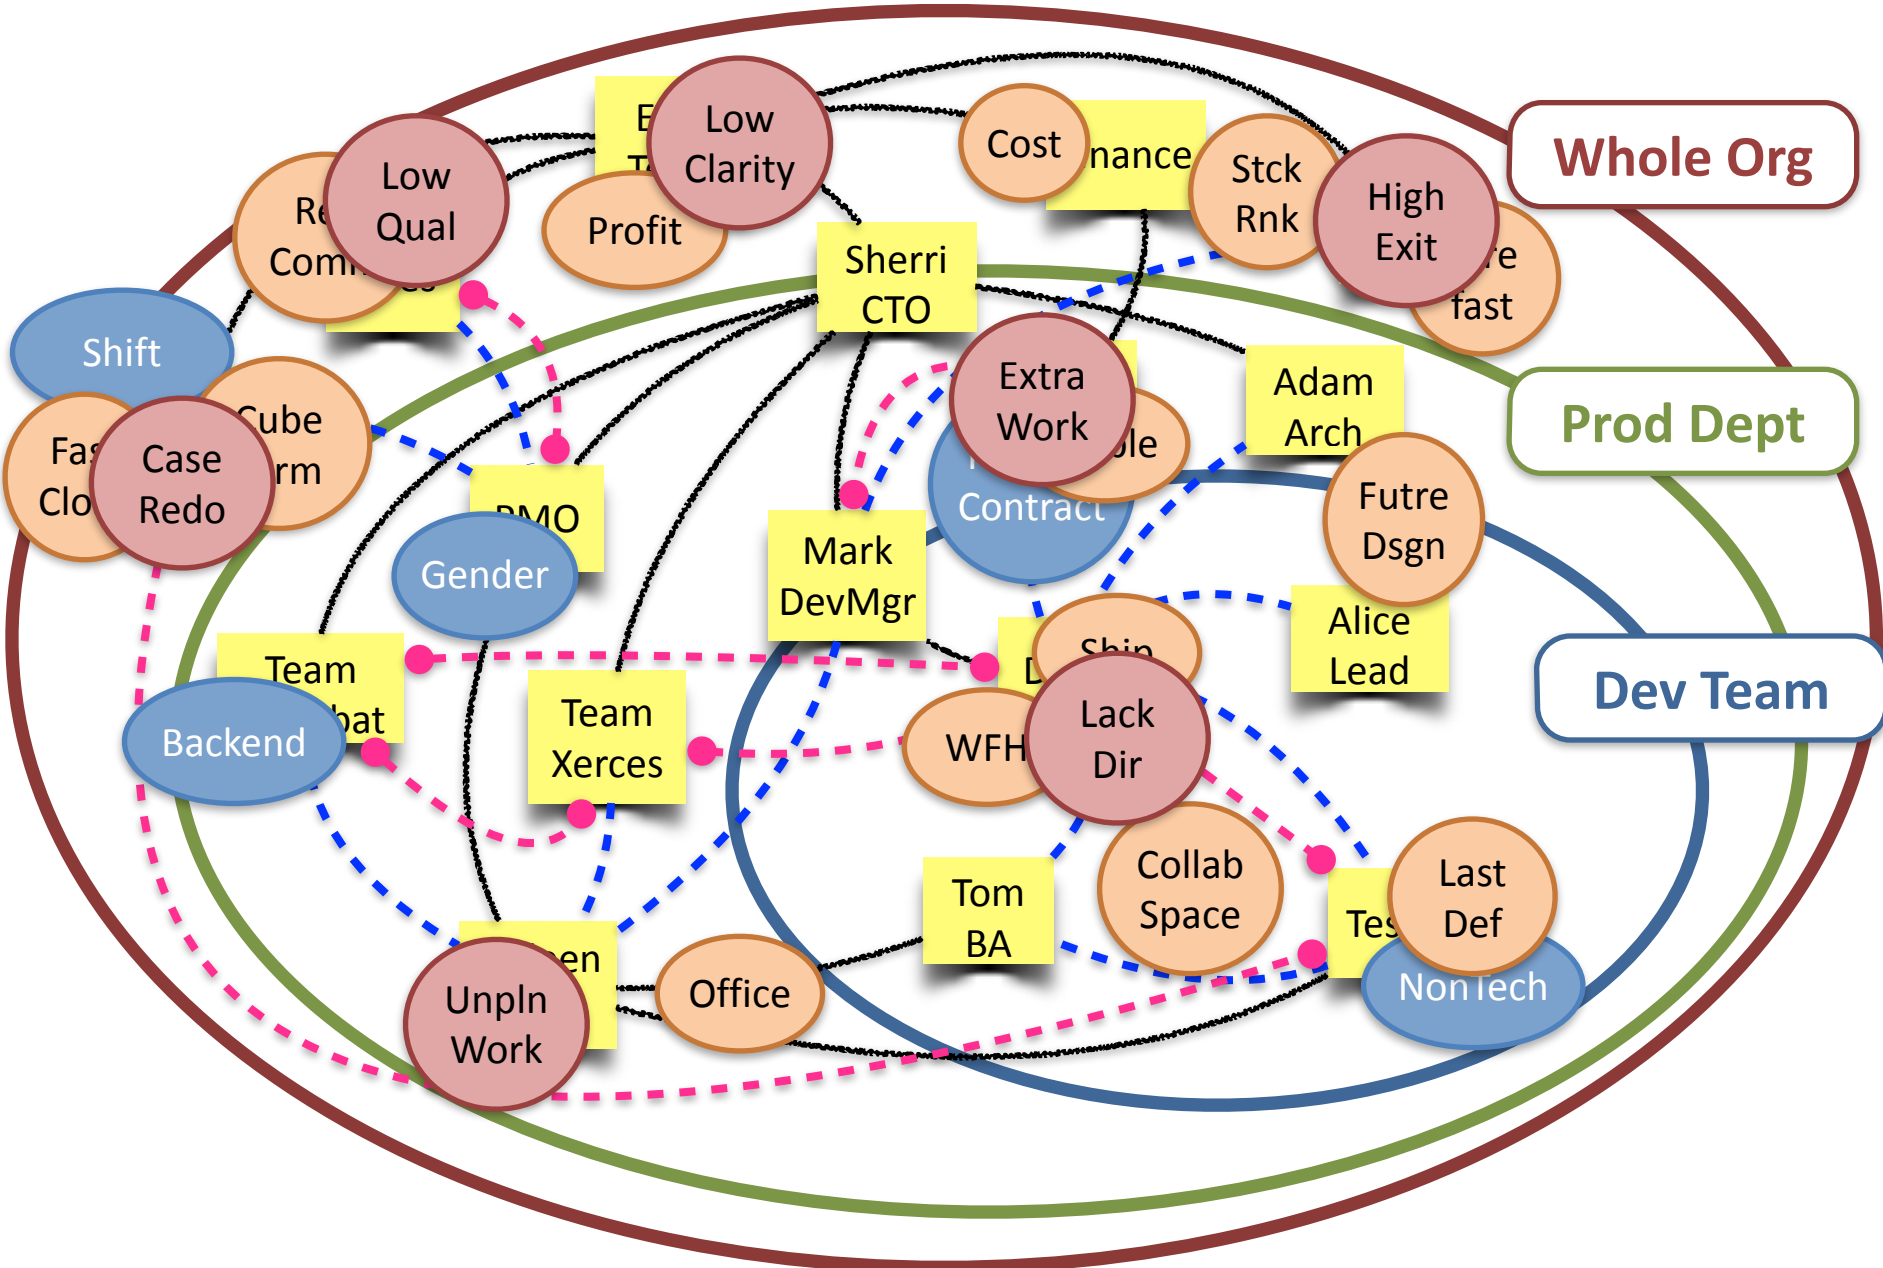 Low
Clarity
Low
Qual
Cost
nance
Stck
Rnk
High
Exit
Whole Org
Profit
Sherri
CTO
fast
Shift
Extra
Work
Adam
Arch
Prod Dept
Cube
Case
Redo
Contract
Futre
Dsgn
PMO
Gender
Mark
DevMgr
Alice
Lead
Dev Team
Ship
Team
Backend
Team
Xerces
WFH
Lack
Dir
Collab
Space
Tom
BA
Last
Def
NonTech
Office
Unpln
Work